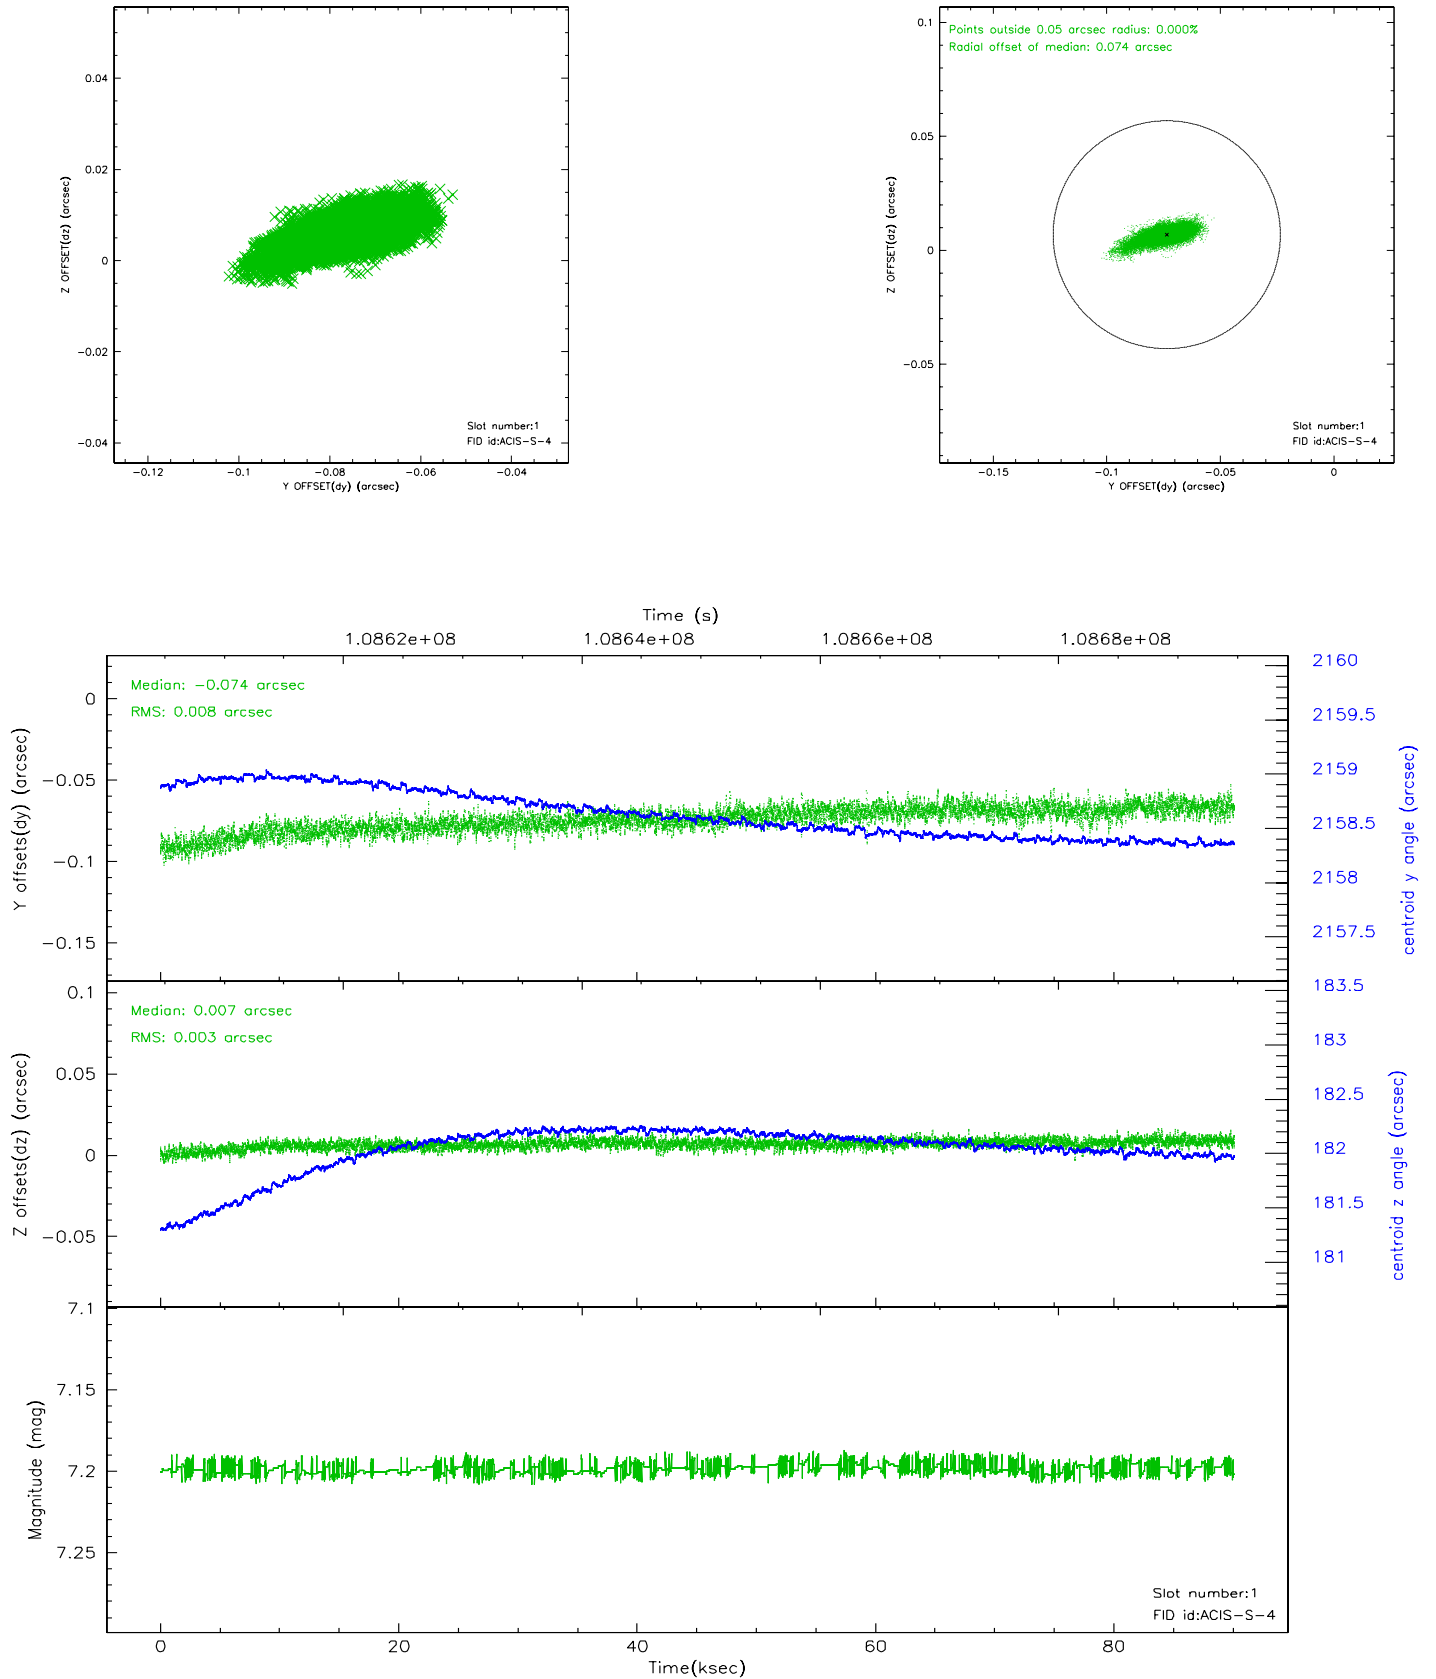 0.04
0.02
0
−0.02
−0.04
Z OFFSET(dz) (arcsec)
Slot number:1
FID id:ACIS−S−4
−0.12
−0.1
−0.08
−0.06
−0.04
Y OFFSET(dy) (arcsec)
0.1
0.05
0
−0.05
Z OFFSET(dz) (arcsec)
Points outside 0.05 arcsec radius: 0.000%
Radial offset of median: 0.074 arcsec
Slot number:1
FID id:ACIS−S−4
−0.15
−0.1
−0.05
0
Y OFFSET(dy) (arcsec)
Time (s)
1.0862e+08
1.0864e+08
1.0866e+08
1.0868e+08
0
−0.05
−0.1
−0.15
Y offsets(dy) (arcsec)
Median: −0.074 arcsec
RMS: 0.008 arcsec
2160
2159.5
2159
2158.5
2158
2157.5
centroid y angle (arcsec)
0.1
0.05
0
−0.05
Z offsets(dz) (arcsec)
Median: 0.007 arcsec
RMS: 0.003 arcsec
183.5
183
182.5
182
181.5
181
centroid z angle (arcsec)
7.1
7.15
7.2
7.25
Magnitude (mag)
Slot number:1
FID id:ACIS−S−4
0
20
40
60
80
Time(ksec)